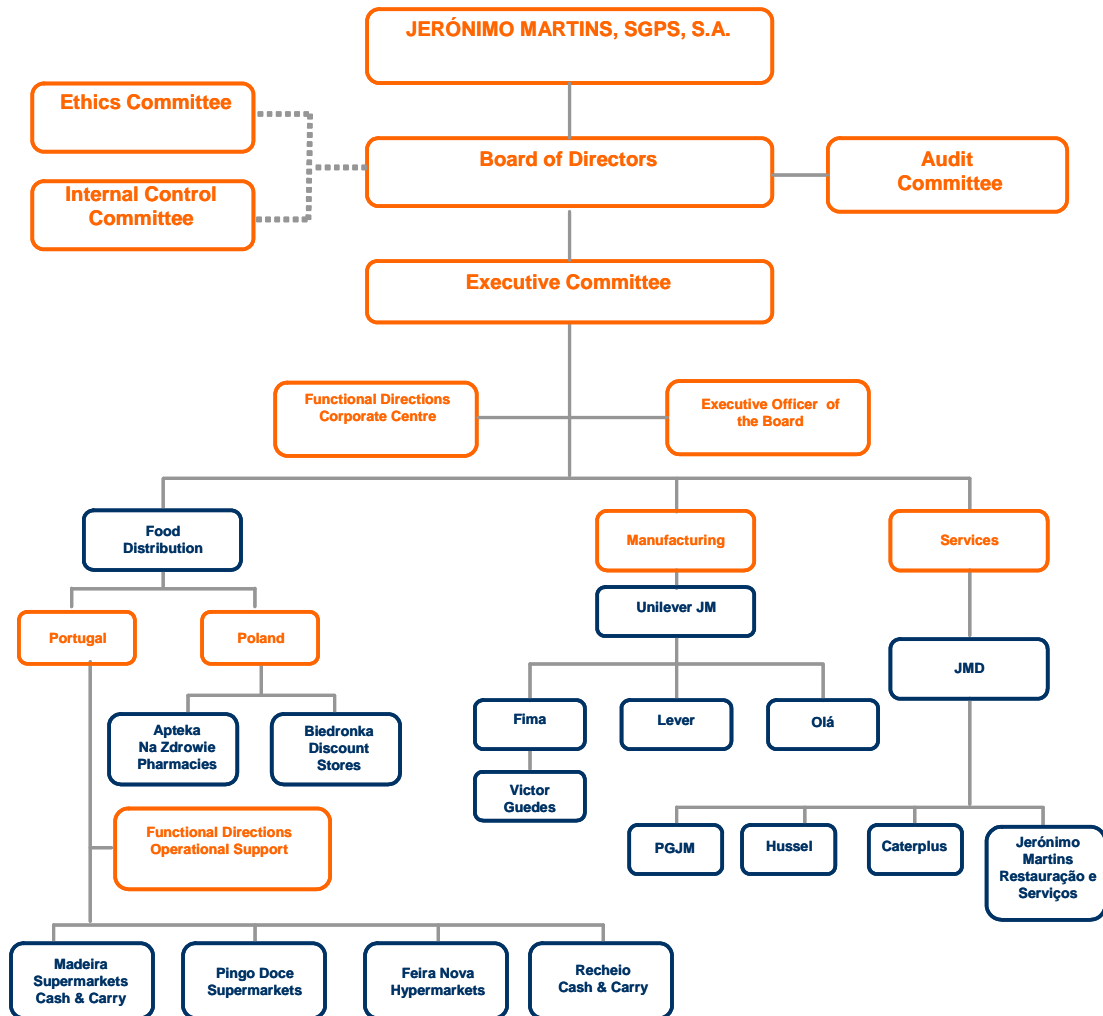 JERÓNIMO MARTINS, SGPS, S.A.
Ethics Committee
Board of Directors
Audit
Committee
Internal Control
Committee
Executive Committee
Functional Directions
Corporate Centre
Executive Officer of
the Board
Food
Distribution
Manufacturing
Services
Unilever JM
Portugal
Poland
JMD
Apteka
Na Zdrowie
Pharmacies
Biedronka
Discount
Stores
Fima
Lever
Olá
Victor
Guedes
Functional Directions
Operational Support
PGJM
Hussel
Caterplus
Jerónimo
Martins
Restauração e
Serviços
Madeira
Supermarkets
Cash & Carry
Pingo Doce
Supermarkets
Feira Nova
Hypermarkets
Recheio
Cash & Carry